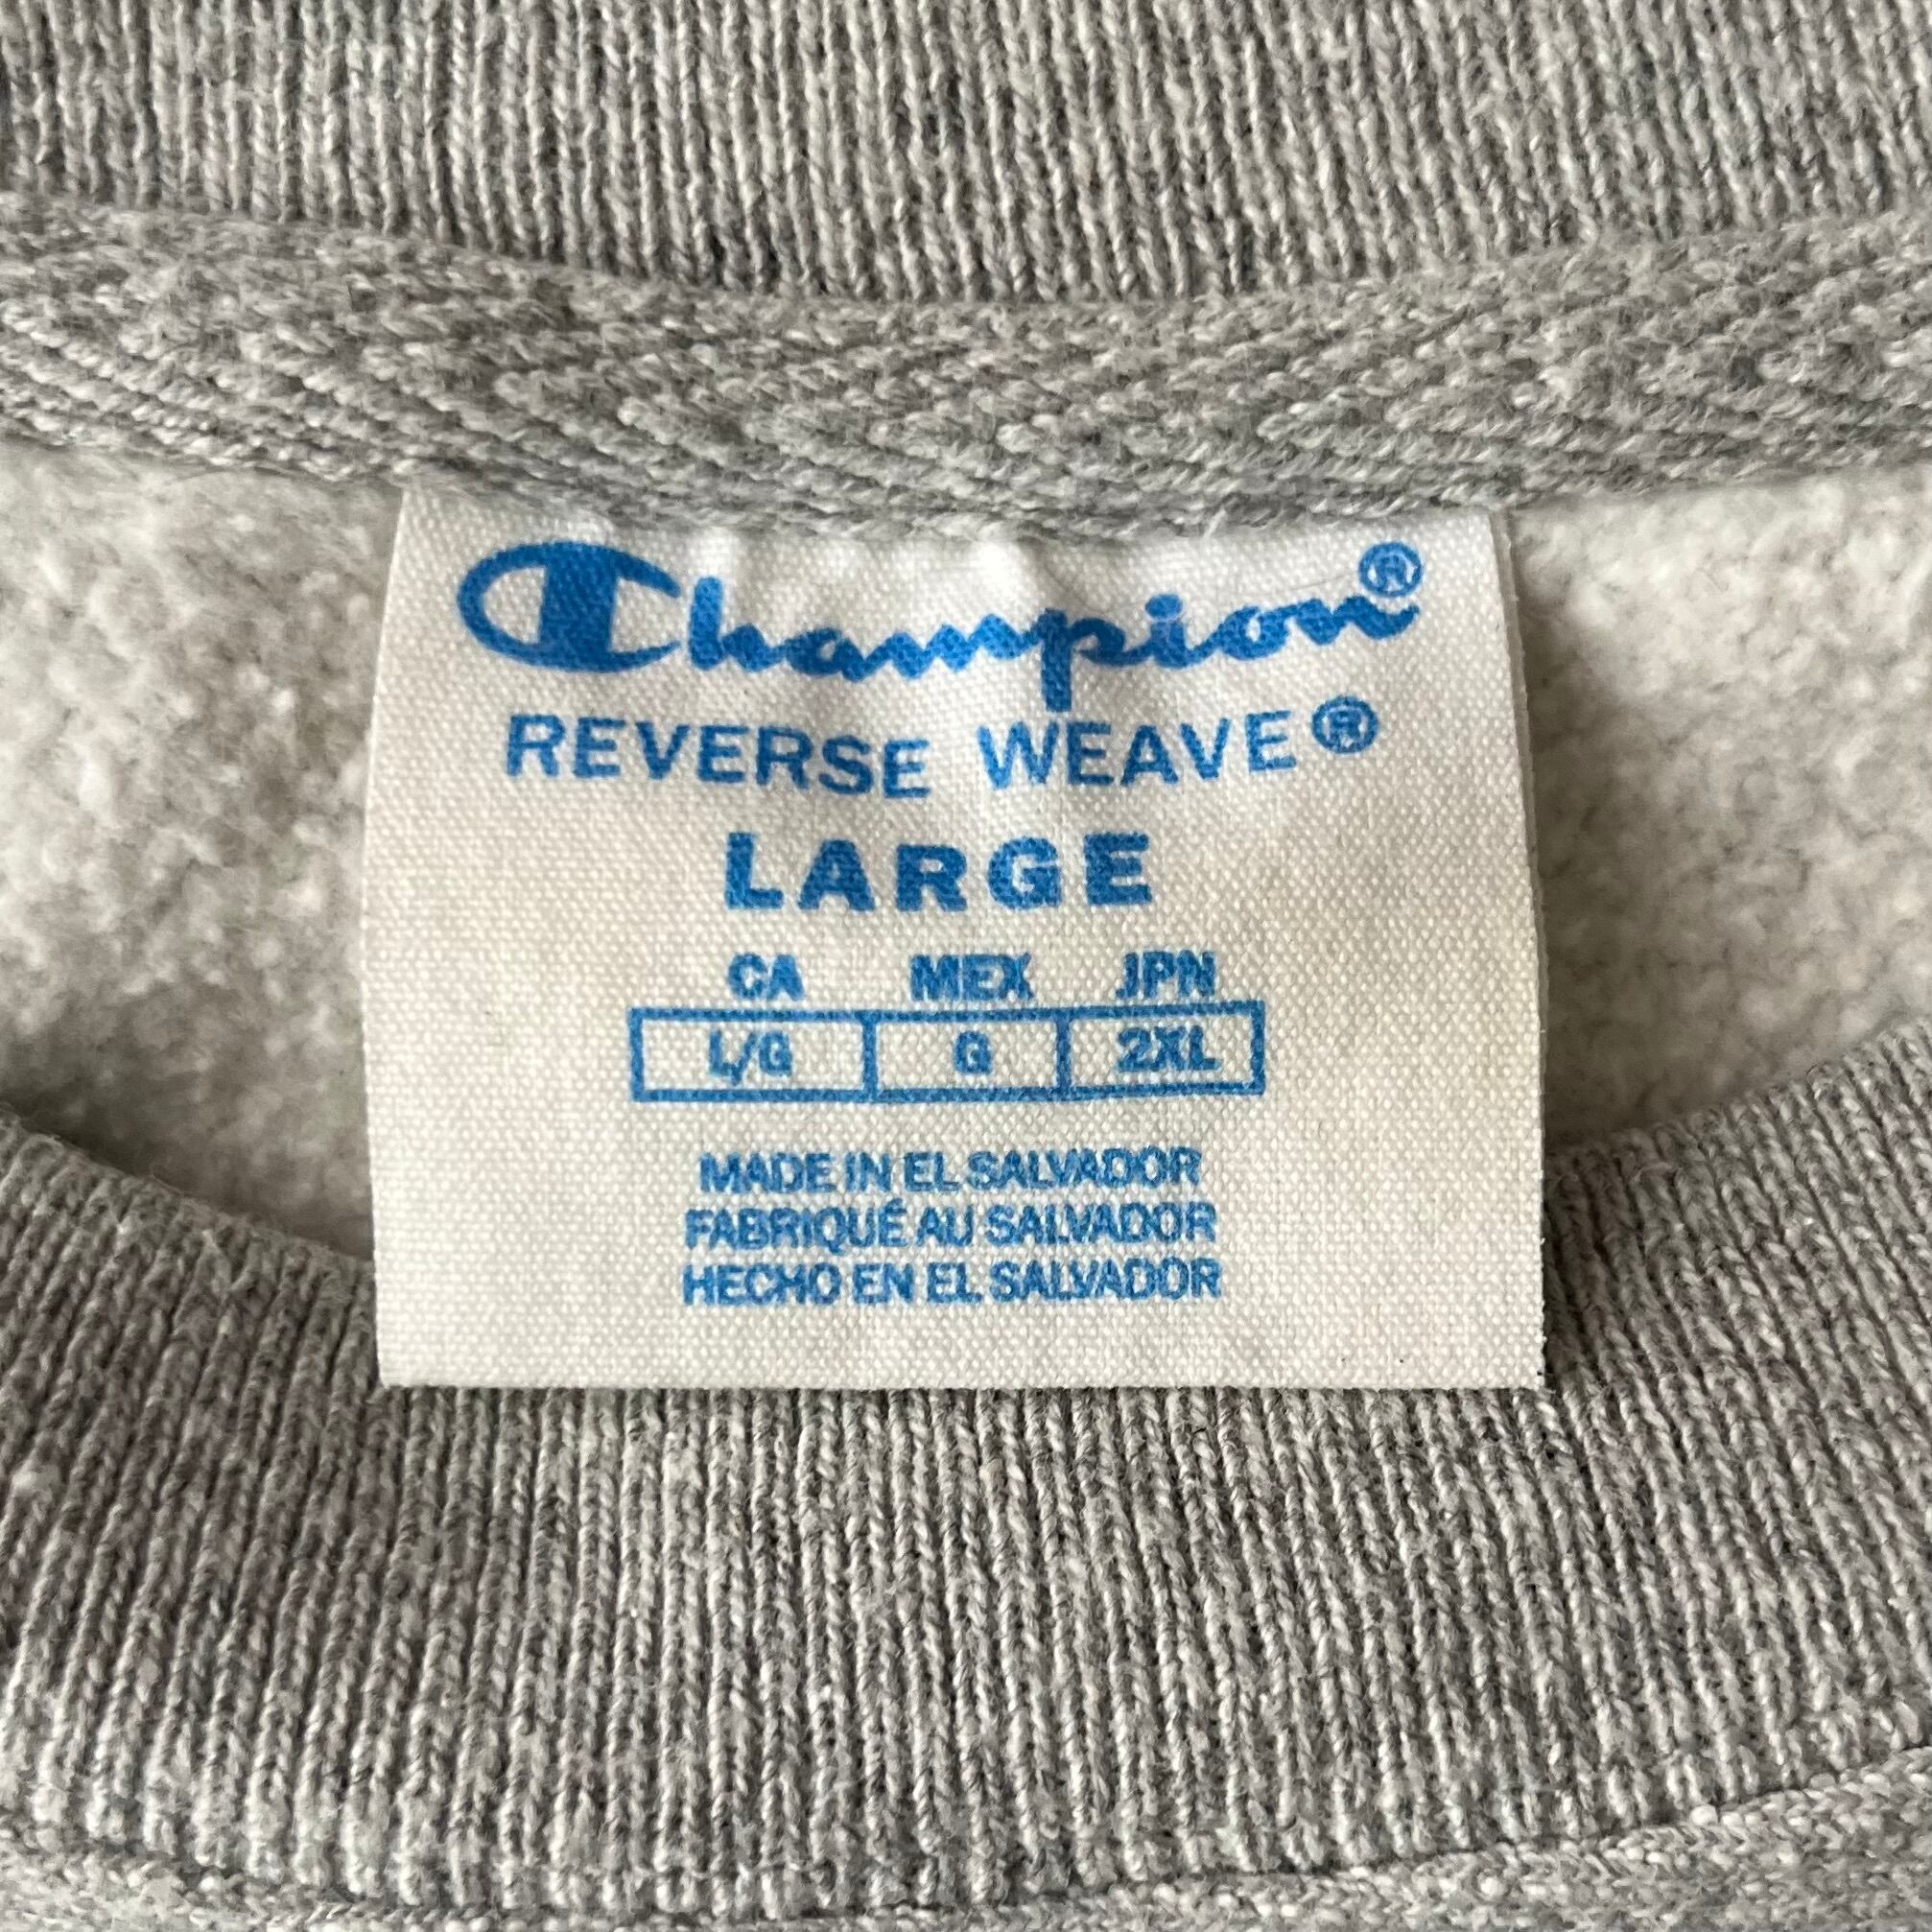 Champion®
REVERSE WEAVE®
LARGE
CA MEX JPN
L/G G 2XL
MADE IN EL SALVADOR
FABRIQUÉ AU SALVADOR
HECHO EN EL SALVADOR